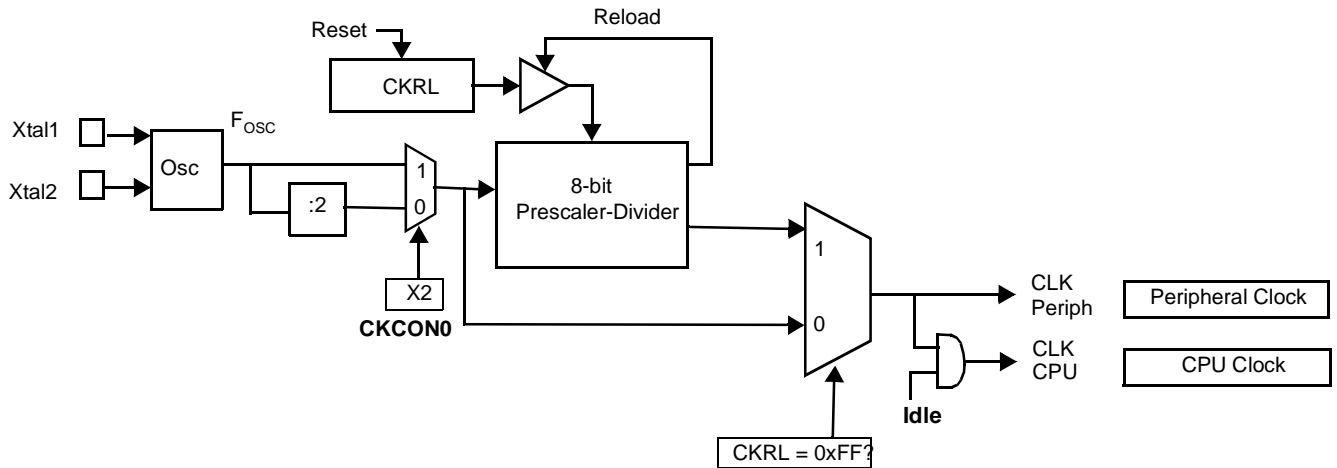 Reload
Reset
CKRL
Xtal1
FOSC
Osc
Xtal2
:2
1
0
8-bit
Prescaler-Divider
X2
CKCON0
1
0
CLK
Periph
Peripheral Clock
CLK
CPU
CPU Clock
Idle
CKRL = 0xFF?